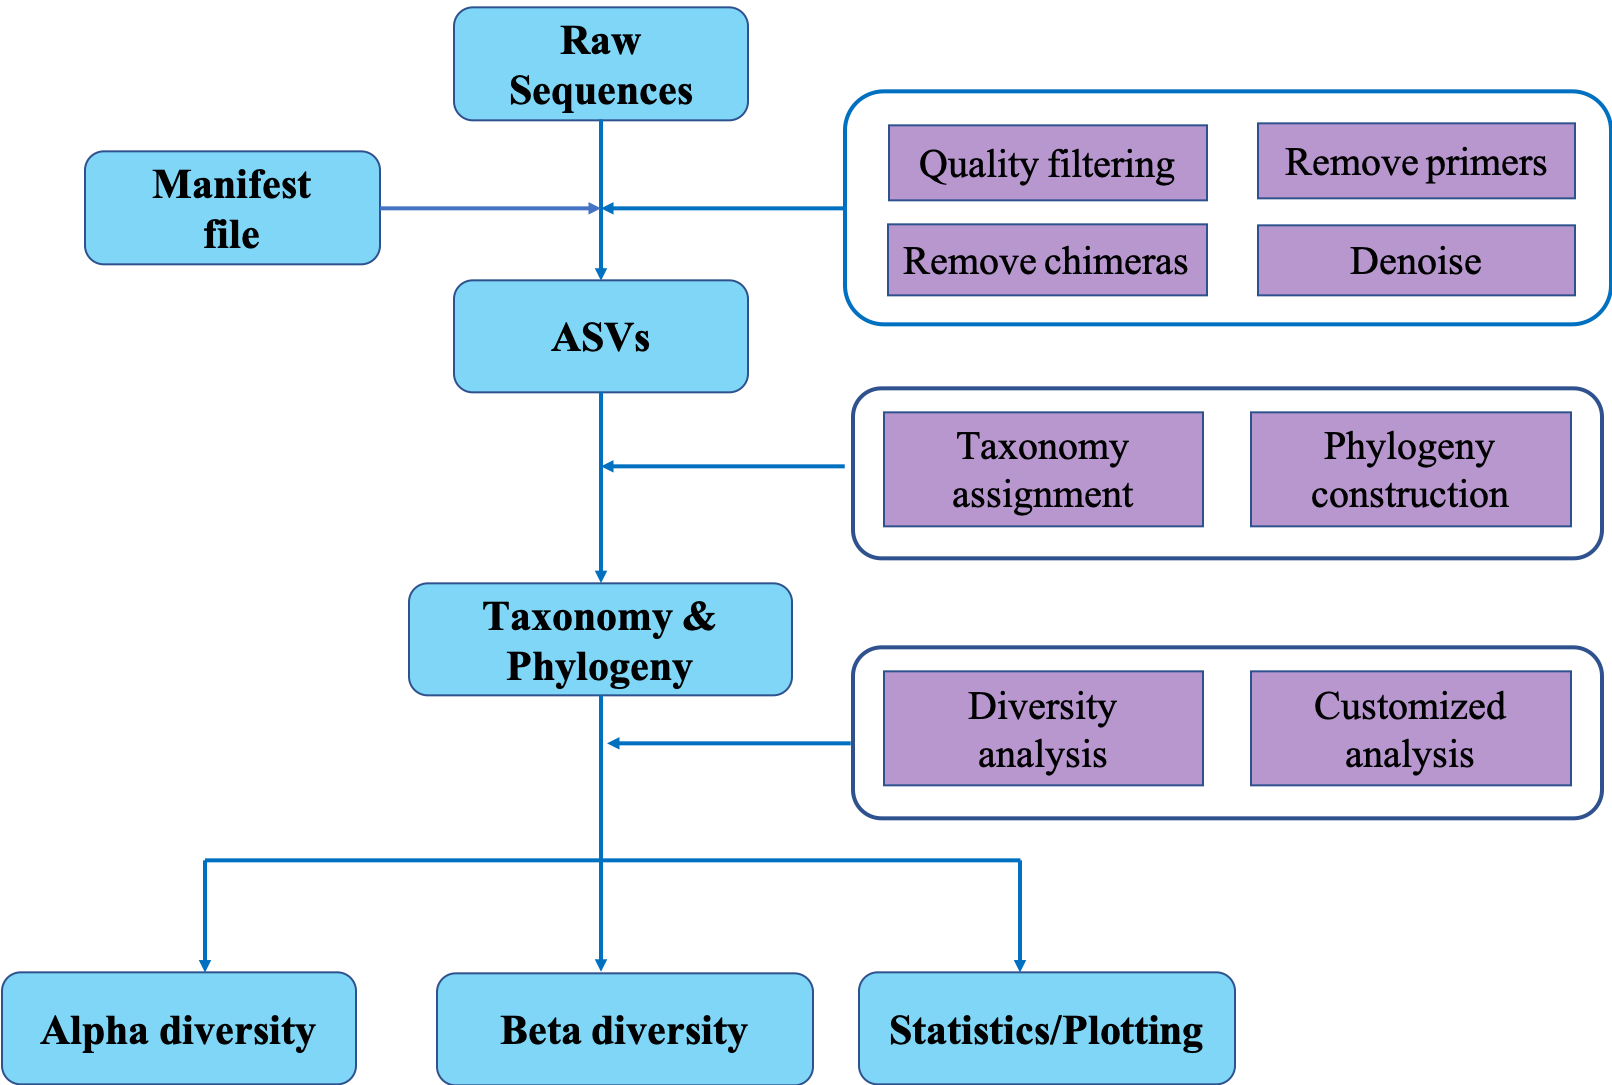 Raw
Sequences
Manifest
file
Quality filtering
Remove primers
Remove chimeras
Denoise
ASVs
Taxonomy
assignment
Phylogeny
construction
Taxonomy &
Phylogeny
Diversity
analysis
Customized
analysis
Alpha diversity
Beta diversity
Statistics/Plotting